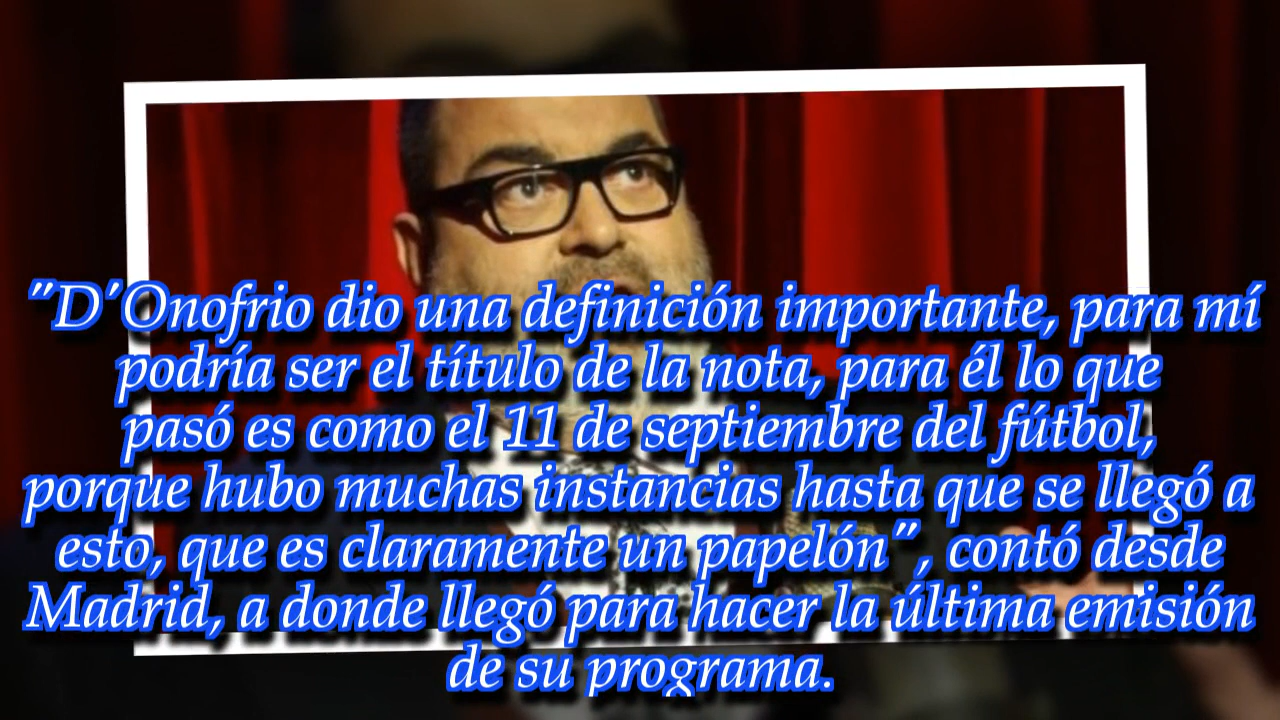 "D'Onofrio dio una definición importante, para mí
podría ser el título de la nota, para él lo que
pasó es como el 11 de septiembre del fútbol,
porque hubo muchas instancias hasta que se llegó a
esto, que es claramente un papelón", contó desde
Madrid, a donde llegó para hacer la última emisión
de su programa.